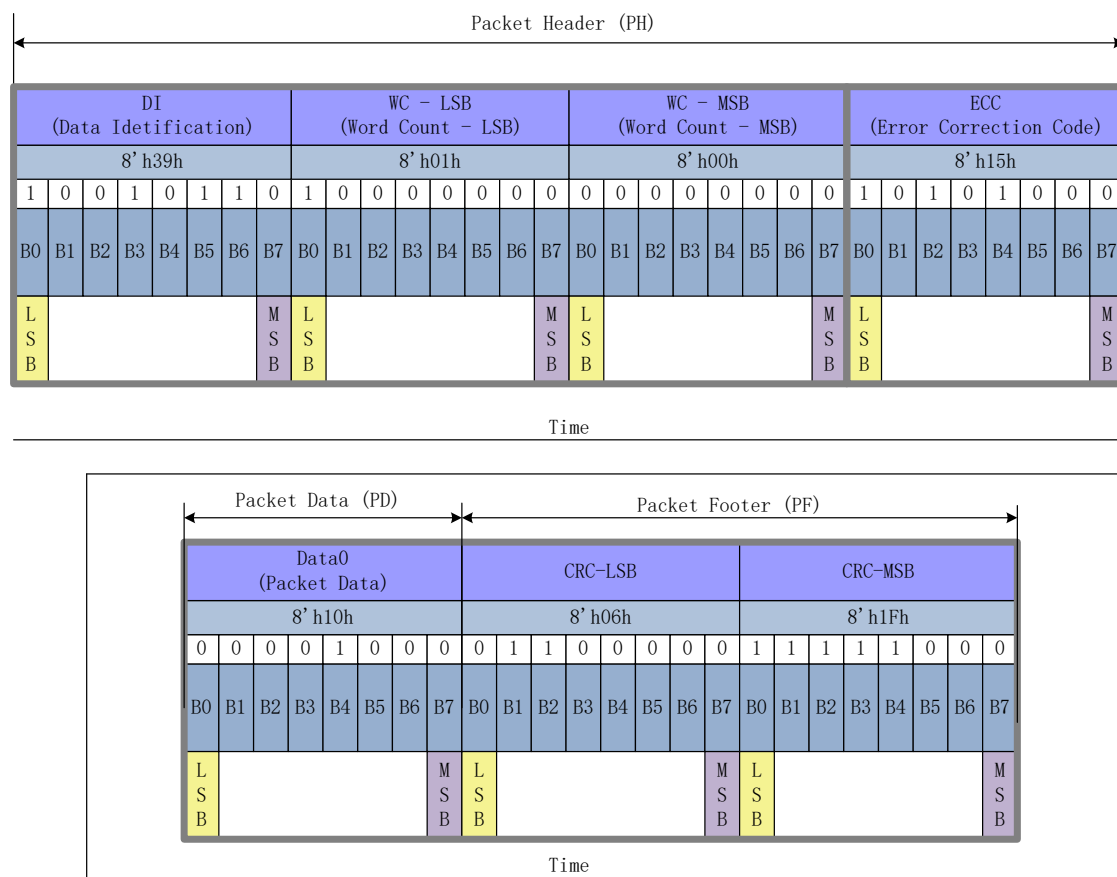 Packet Header (PH)
DI WC - LSB WC - MSB ECC
(Data Idetification) (Word Count - LSB) (Word Count - MSB) (Error Correction Code)
8'h39h 8'h01h 8'h00h 8'h15h
1 0 0 1 0 1 1 0 1 0 0 0 0 0 0 0 0 0 0 0 0 0 0 0 1 0 1 0 1 0 0 0
B0 B1 B2 B3 B4 B5 B6 B7 B0 B1 B2 B3 B4 B5 B6 B7 B0 B1 B2 B3 B4 B5 B6 B7 B0 B1 B2 B3 B4 B5 B6 B7
L M L M L M L M
S S S S S S S S
B B B B B B B B
Time
Packet Data (PD) Packet Footer (PF)
Data0 CRC-LSB CRC-MSB
(Packet Data)
8'h10h 8'h06h 8'h1Fh
0 0 0 0 1 0 0 0 0 1 1 0 0 0 0 0 1 1 1 1 1 0 0 0
B0 B1 B2 B3 B4 B5 B6 B7 B0 B1 B2 B3 B4 B5 B6 B7 B0 B1 B2 B3 B4 B5 B6 B7
L M L M L M
S S S S S S
B B B B B B
Time